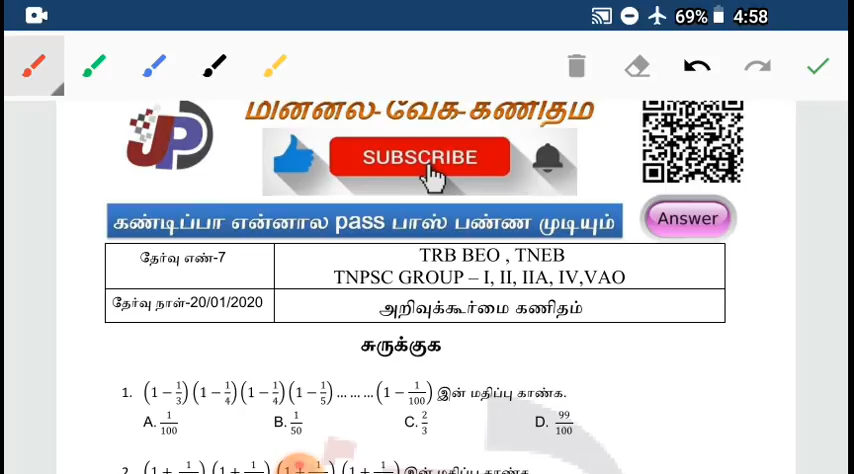 69% 4:58
மின்னல்-வேக-கணிதம்
JP
SUBSCRIBE
கண்டிப்பா என்னால pass பாஸ் பண்ண முடியும்
Answer
தேர்வு எண்-7
TRB BEO , TNEB
TNPSC GROUP – I, II, IIA, IV,VAO
தேர்வு நாள்-20/01/2020
அறிவுக்கூர்மை கணிதம்
சுருக்குக
1. (1 − 1/3) (1 − 1/4) (1 − 1/4) (1 − 1/5) … … … (1 − 1/100) இன் மதிப்பு காண்க.
A. 1/100 B. 1/50 C. 2/3 D. 99/100